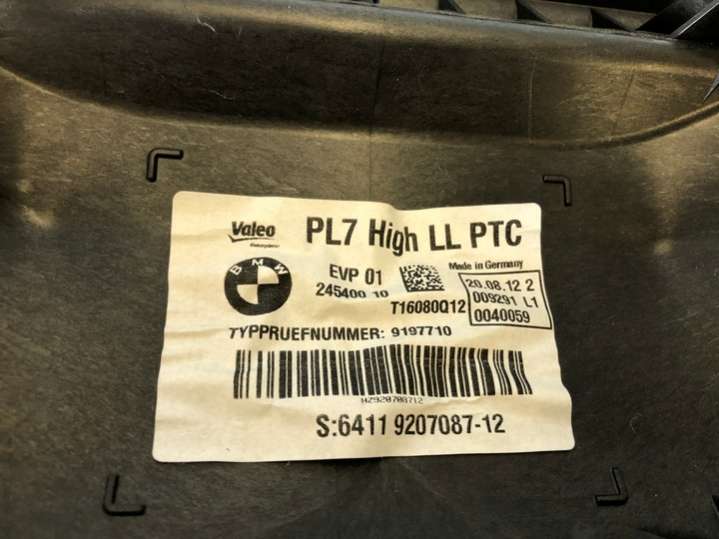 Valeo PL7 High LL PTC
BMW
EVP 01
245400 10
Made in Germany
T16080Q12
20.08.12 2
009291 L1
0040059
TYPPRUEFNUMMER: 9197710
HZ920708712
S:6411 9207087-12